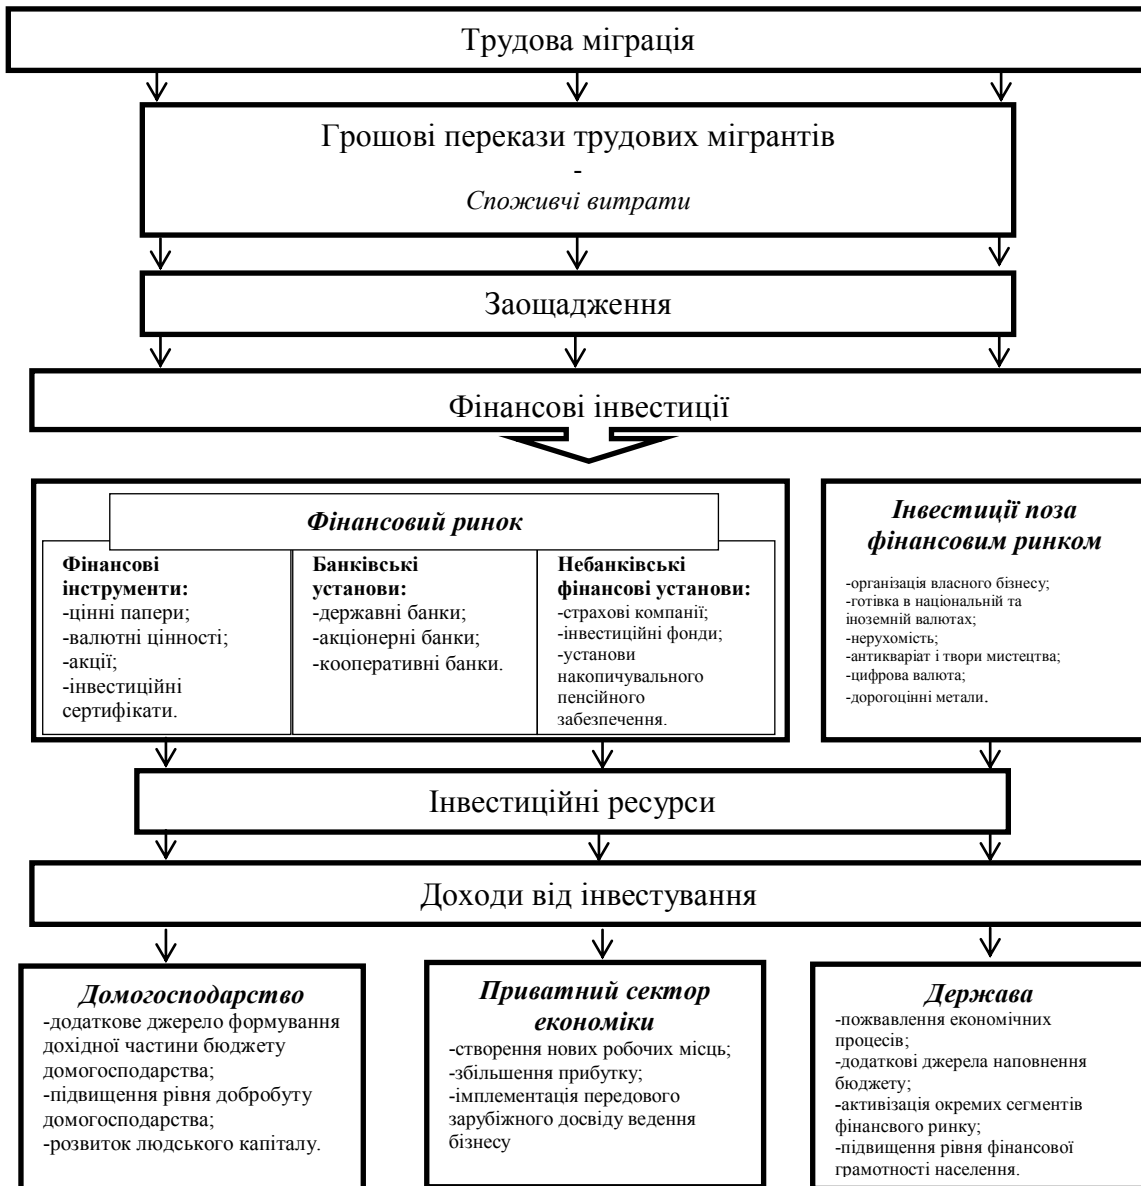 Трудова міграція
Грошові перекази трудових мігрантів
-
Споживчі витрати
Заощадження
Фінансові інвестиції
Фінансовий ринок
Фінансові
інструменти:
-цінні папери;
-валютні цінності;
-акції;
-інвестиційні
сертифікати.
Банківські
установи:
-державні банки;
-акціонерні банки;
-кооперативні банки.
Небанківські
фінансові установи:
-страхові компанії;
-інвестиційні фонди;
-установи
накопичувального
пенсійного
забезпечення.
Інвестиції поза
фінансовим ринком
-організація власного бізнесу;
-готівка в національній та
іноземній валютах;
-нерухомість;
-антикваріат і твори мистецтва;
-цифрова валюта;
-дорогоцінні метали.
Інвестиційні ресурси
Доходи від інвестування
Домогосподарство
-додаткове джерело формування
дохідної частини бюджету
домогосподарства;
-підвищення рівня добробуту
домогосподарства;
-розвиток людського капіталу.
Приватний сектор
економіки
-створення нових робочих місць;
-збільшення прибутку;
-імплементація передового
зарубіжного досвіду ведення
бізнесу
Держава
-пожвавлення економічних
процесів;
-додаткові джерела наповнення
бюджету;
-активізація окремих сегментів
фінансвого ринку;
-підвищення рівня фінансової
грамотності населення.